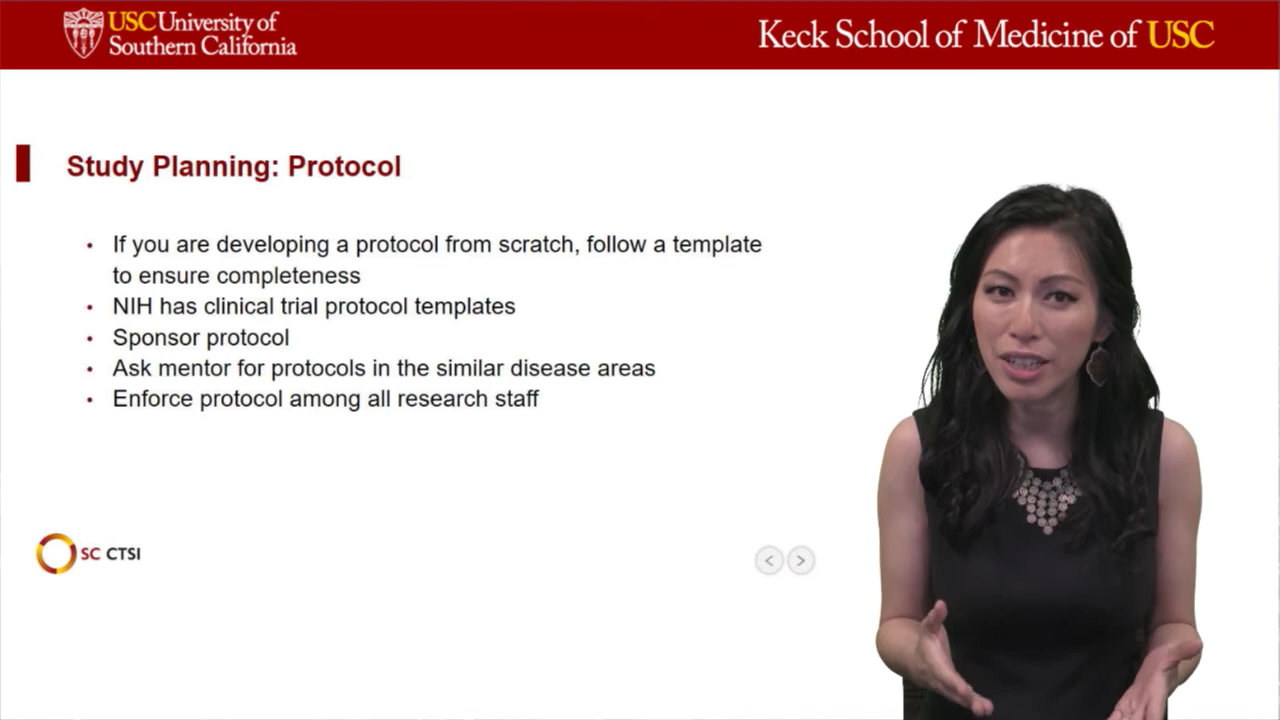 USC University of
Southern California
Keck School of Medicine of USC
Study Planning: Protocol
• If you are developing a protocol from scratch, follow a template
to ensure completeness
• NIH has clinical trial protocol templates
• Sponsor protocol
• Ask mentor for protocols in the similar disease areas
• Enforce protocol among all research staff
SC CTSI
< >